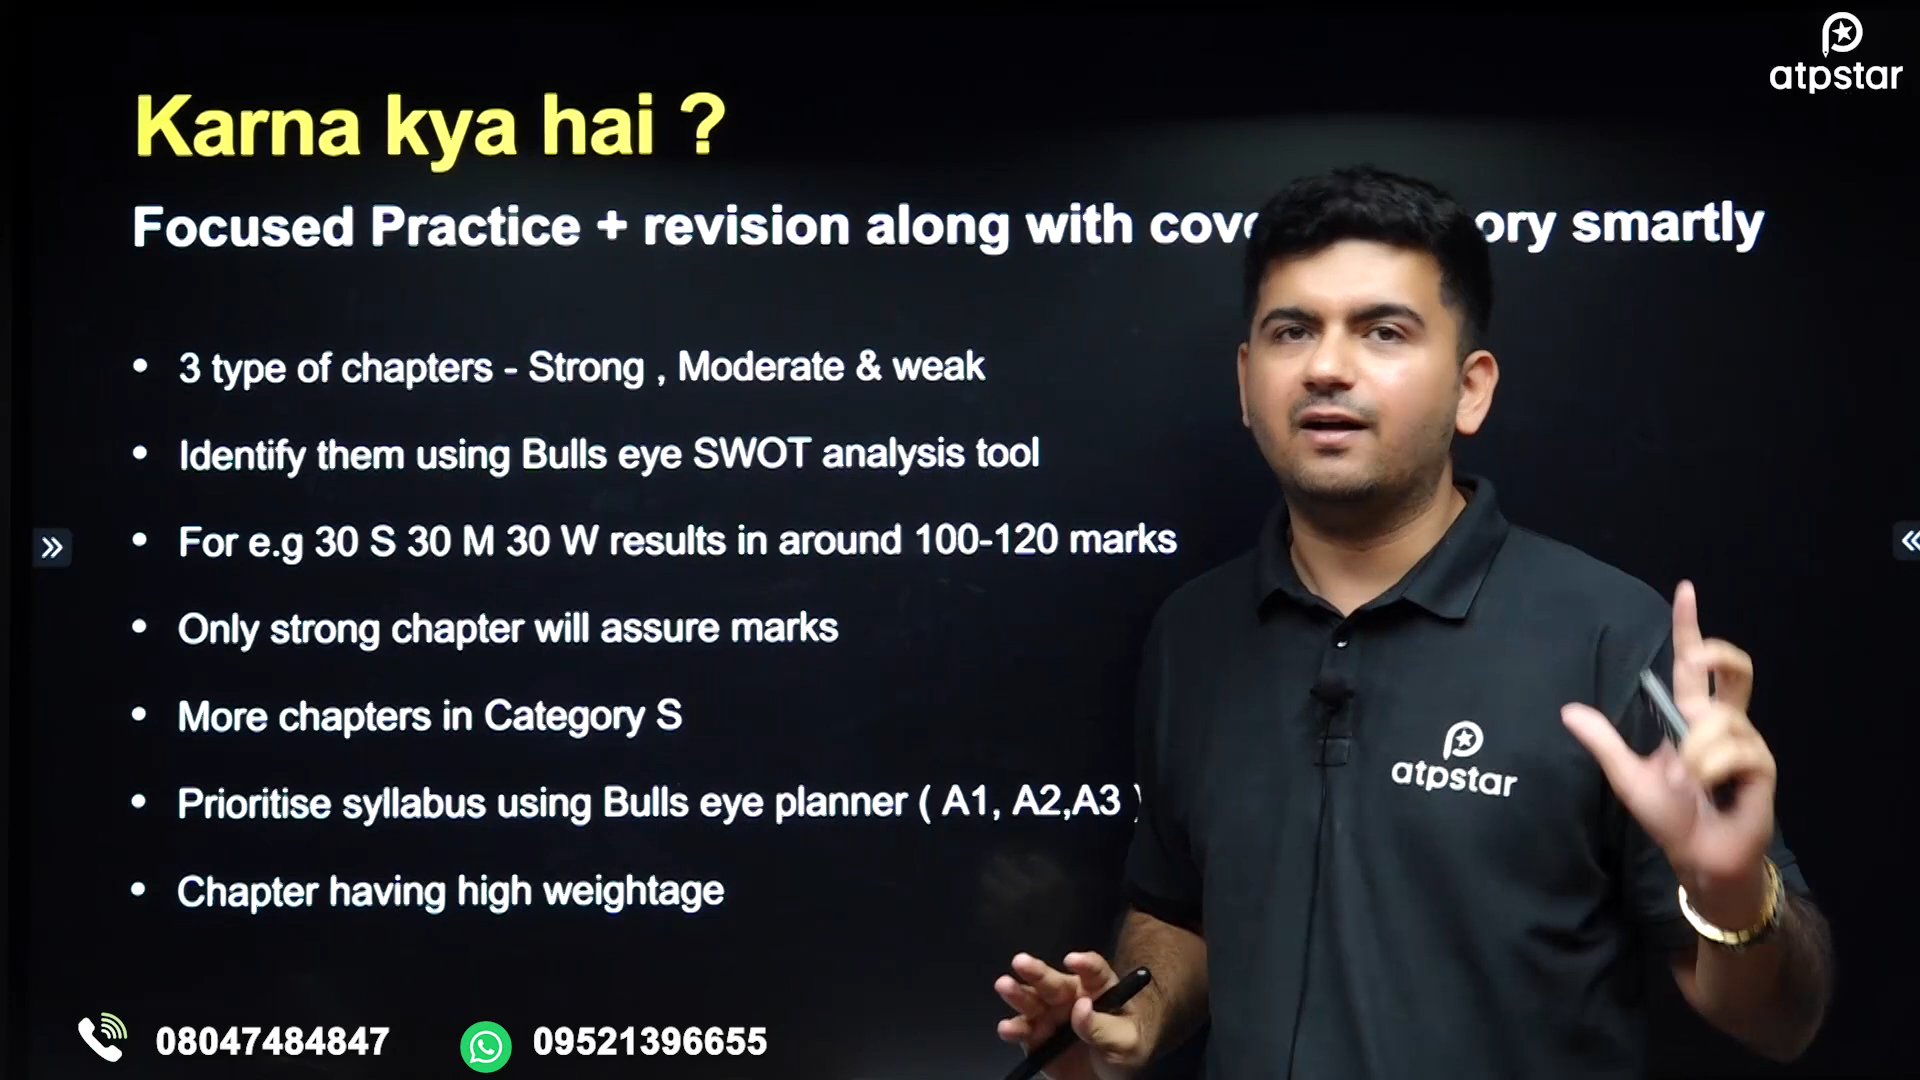 atpstar
Karna kya hai ?
Focused Practice + revision along with smartly
• 3 type of chapters - Strong , Moderate & weak
• Identify them using Bulls eye SWOT analysis tool
• For e.g 30 S 30 M 30 W results in around 100-120 marks
• Only strong chapter will assure marks
• More chapters in Category S
• Prioritise syllabus using Bulls eye planner ( A1, A2,A3 )
• Chapter having high weightage
atpstar
08047484847
09521396655